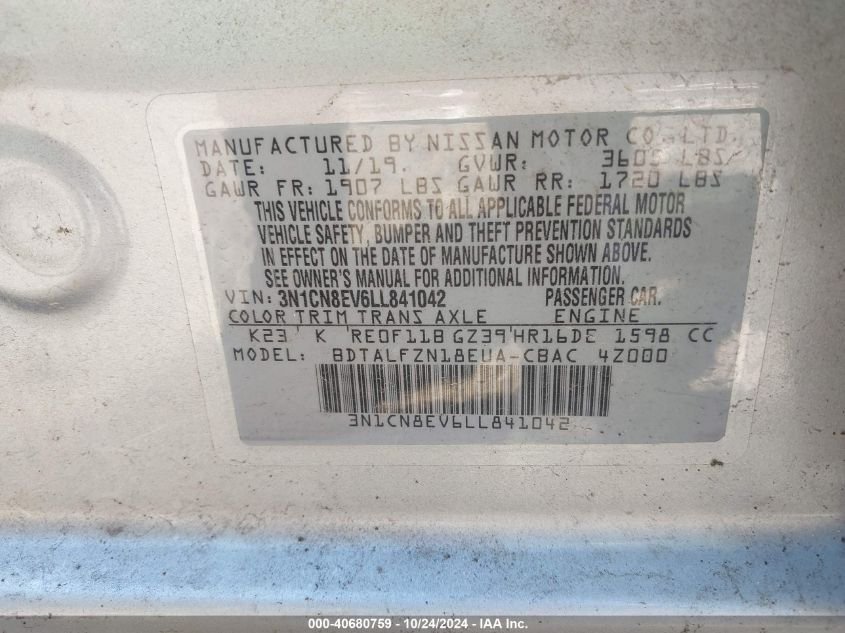 MANUFACTURED BY NISSAN MOTOR CO., LTD.
DATE: 11/19. GVWR: 3605 LBS
GAWR FR: 1907 LBS GAWR RR: 1720 LBS
THIS VEHICLE CONFORMS TO ALL APPLICABLE FEDERAL MOTOR
VEHICLE SAFETY, BUMPER AND THEFT PREVENTION STANDARDS
IN EFFECT ON THE DATE OF MANUFACTURE SHOWN ABOVE.
SEE OWNER'S MANUAL FOR ADDITIONAL INFORMATION.
VIN: 3N1CN8EV6LL841042 PASSENGER CAR.
COLOR TRIM TRANS AXLE ENGINE
K23 K RE0F11B GZ39 HR16DE 1598 CC
MODEL: BDTALFZN18EUA-CBAC 4Z000
3N1CN8EV6LL841042
000-40680759 - 10/24/2024 - IAAI.com